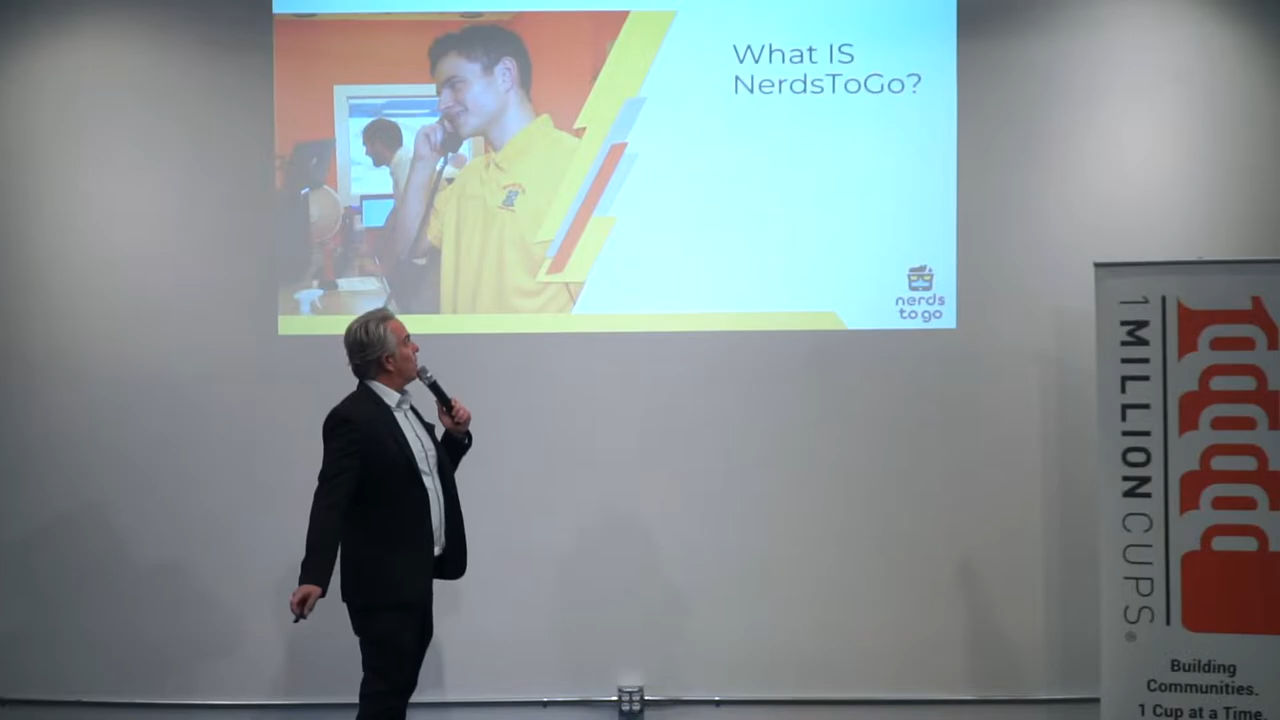 What IS
NerdsToGo?
nerds
to go
1 MILLION CUPS®
Building
Communities.
1 Cup at a Time.